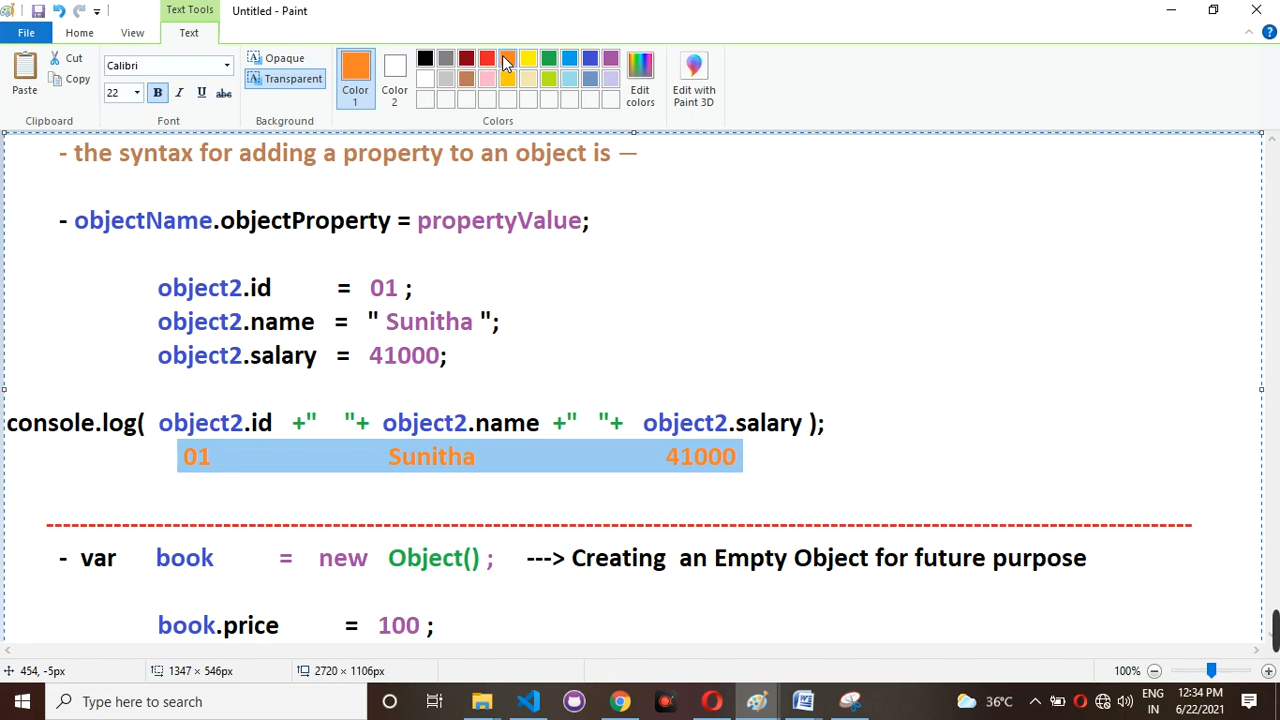 Text Tools
Untitled - Paint
File
Home
View
Text
Paste
Cut
Copy
Clipboard
Calibri
22
B I U abc
Font
Opaque
Transparent
Background
Color 1
Color 2
Colors
Edit colors
Edit with Paint 3D
- the syntax for adding a property to an object is —
- objectName.objectProperty = propertyValue;
object2.id = 01 ;
object2.name = " Sunitha ";
object2.salary = 41000;
console.log( object2.id +" "+ object2.name +" "+ object2.salary );
01 Sunitha 41000
------------------------------------------------------------------------------------------
- var book = new Object() ; ---> Creating an Empty Object for future purpose
book.price = 100 ;
454, -5px
1347 × 546px
2720 × 1106px
100%
Type here to search
36°C
ENG
IN
12:34 PM
6/22/2021